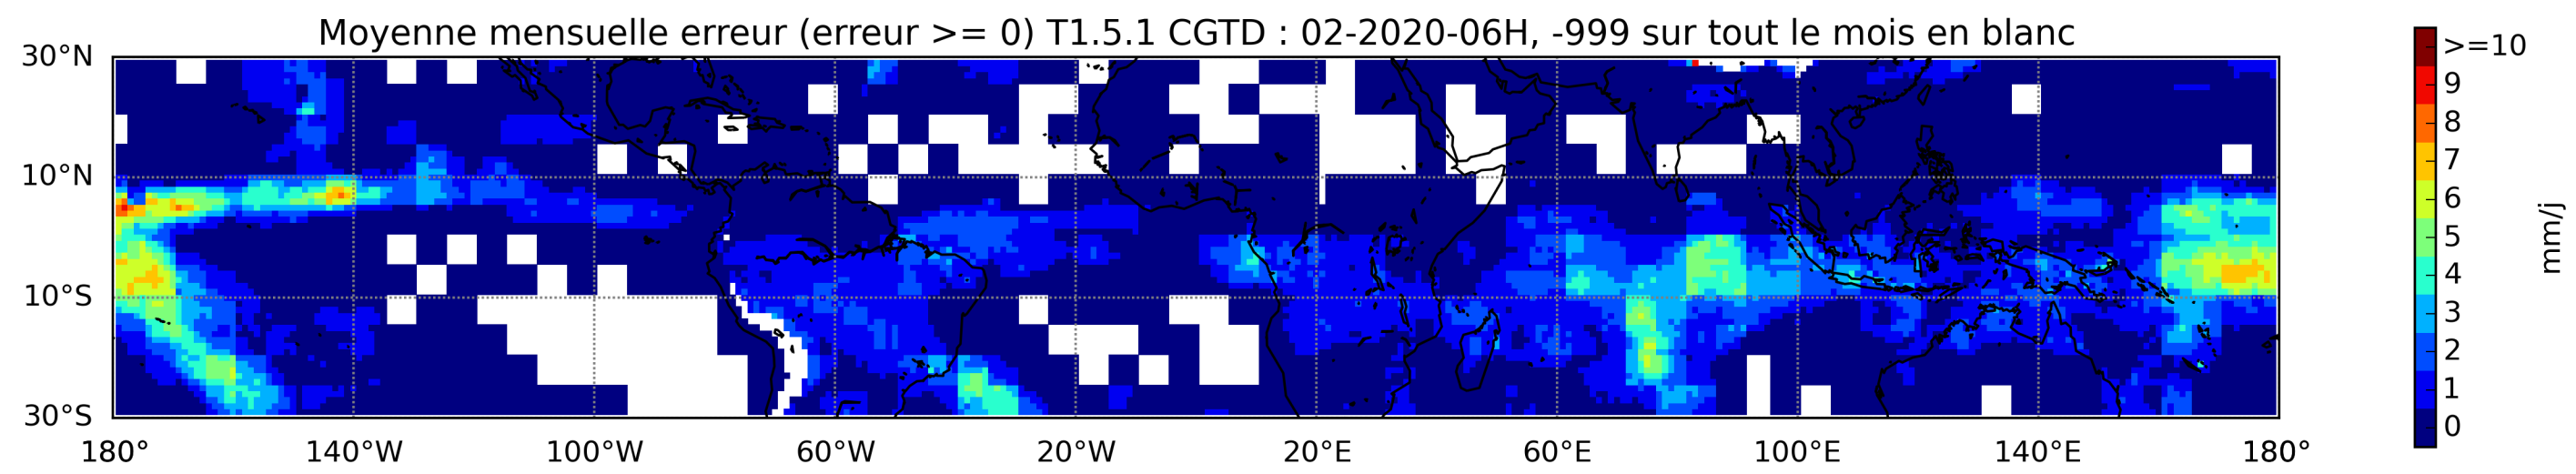 Moyenne mensuelle erreur (erreur >= 0) T1.5.1 CGTD : 02-2020-06H, -999 sur tout le mois en blanc
30°N
10°N
10°S
30°S
180° 140°W 100°W 60°W 20°W 20°E 60°E 100°E 140°E 180°
>=10
9
8
7
6
5
4
3
2
1
0
mm/j